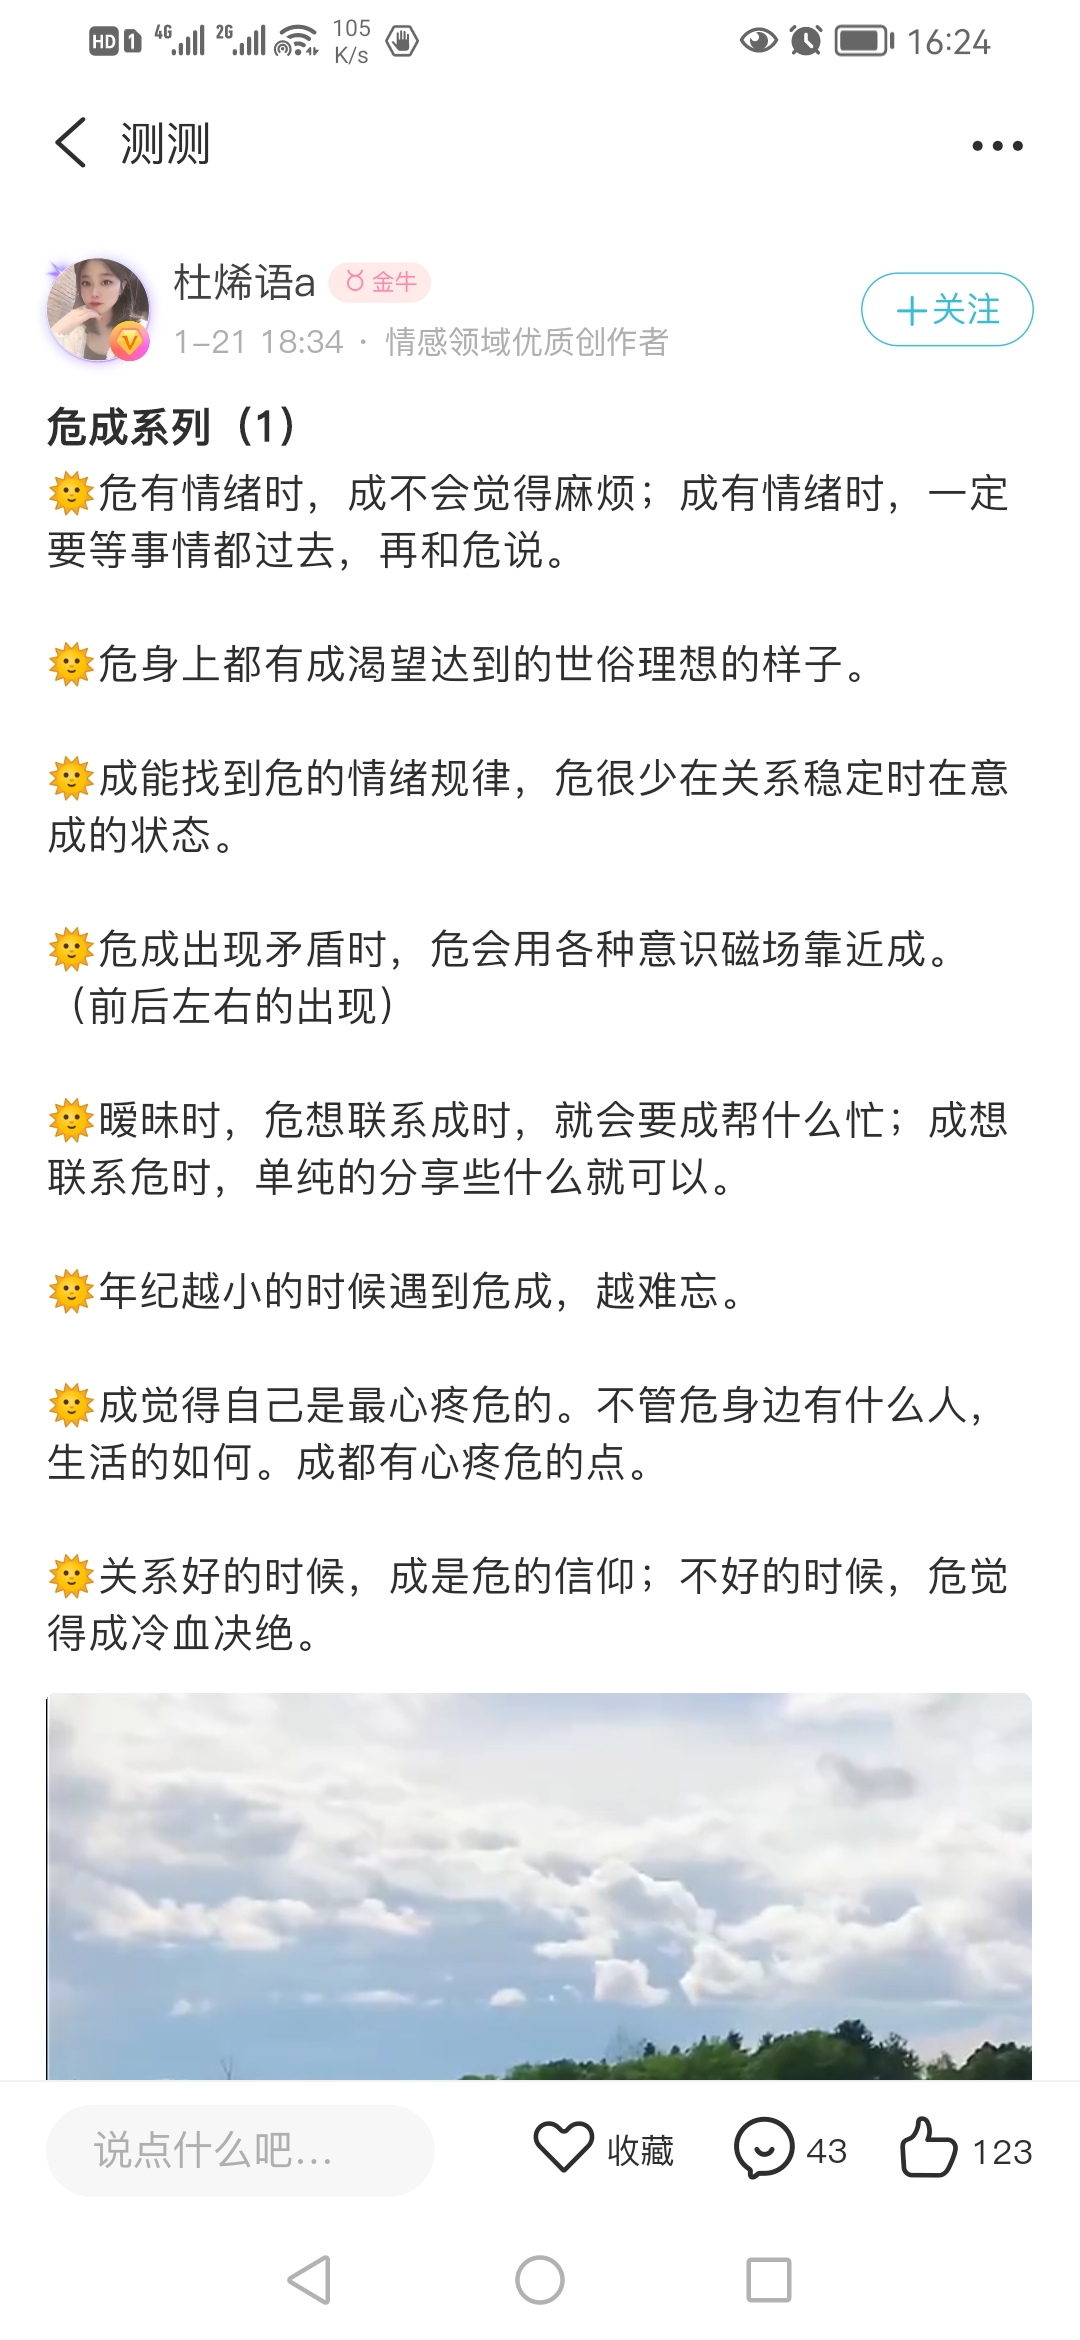 HD 1 4G 2G 105 K/s 16:24
测测
杜烯语a 金牛
1-21 18:34 · 情感领域优质创作者
+关注
危成系列（1）
🌞危有情绪时，成不会觉得麻烦；成有情绪时，一定
要等事情都过去，再和危说。
🌞危身上都有成渴望达到的世俗理想的样子。
🌞成能找到危的情绪规律，危很少在关系稳定时在意
成的状态。
🌞危成出现矛盾时，危会用各种意识磁场靠近成。
（前后左右的出现）
🌞暧昧时，危想联系成时，就会要成帮什么忙；成想
联系危时，单纯的分享些什么就可以。
🌞年纪越小的时候遇到危成，越难忘。
🌞成觉得自己是最心疼危的。不管危身边有什么人，
生活的如何。成都有心疼危的点。
🌞关系好的时候，成是危的信仰；不好的时候，危觉
得成冷血决绝。
说点什么吧... 收藏 43 123